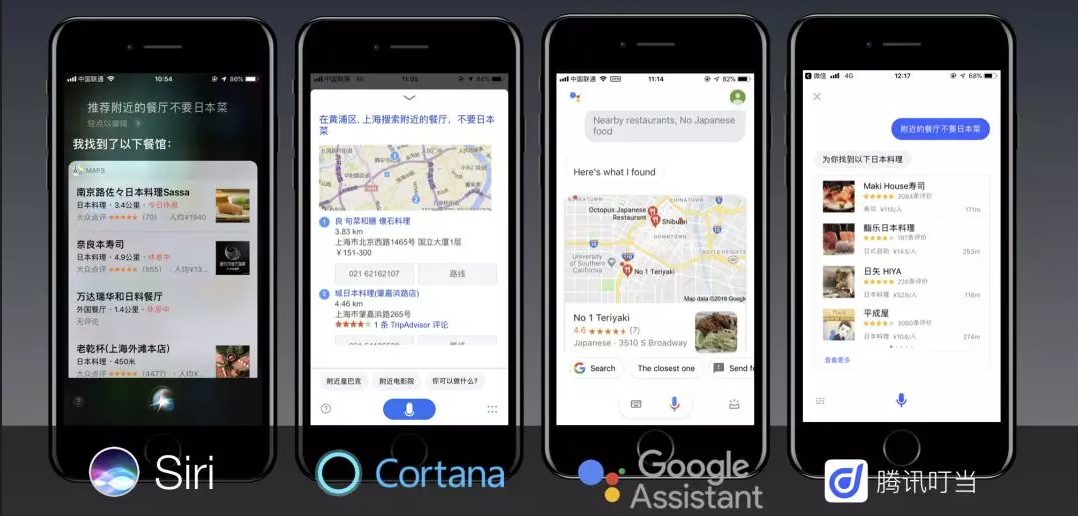 中国联通
10:54
86%
推荐附近的餐厅不要日本菜
轻点以编辑
我找到了以下餐馆：
MAPS
南京路佐々日本料理Sassa
日本料理 · 3.4公里 · 今日休息
大众点评 (70) · 人均¥1940
奈良本寿司
日本料理 · 4.9公里 · 休息中
大众点评 (865) · 人均¥13...
万达瑞华和日料餐厅
外国餐厅 · 1.4公里 · 休息中
无评论
老乾杯(上海外滩本店)
日本料理 · 450米
大众点评 (4477) · 人均¥...
Siri
中国联通 4G
11:05
84%
在黄浦区, 上海搜索附近的餐厅，不要日本菜
1
2
1 良 旬菜和膳 懐石料理
3.83 km
上海市北京西路1465号 国立大厦1层
¥ 151-300
021 62162107
路线
2 城日本料理(肇嘉浜路店)
4.46 km
上海市肇嘉浜路265号
1 条 TripAdvisor 评论
路线
附近星巴克
附近电影院
你可以做什么?
Cortana
中国联通
11:14
82%
Nearby restaurants, No Japanese
food
Here's what I found
CHINATOWN
Octopus Japanese
Restaurant
Shibumi
DOWNTOWN
BOYLE HEIGHTS
University
of Southern
California
No 1 Teriyaki
Map data ©2018 Google
No 1 Teriyaki
4.6 (7)
Japanese · 3510 S Broadway
Search
The closest one
Send f
Google
Assistant
微信 4G
12:17
68%
附近的餐厅不要日本菜
为你找到以下日本料理
Maki House寿司
3084条评价
寿司 ¥118/人
171m
鮨乐日本料理
197条评价
日式自助 ¥143/人
253m
日矢 HIYA
226条评价
日本料理 ¥329/人
116m
平成屋
3060条评价
日本料理 ¥104/人
274m
查看更多
腾讯叮当